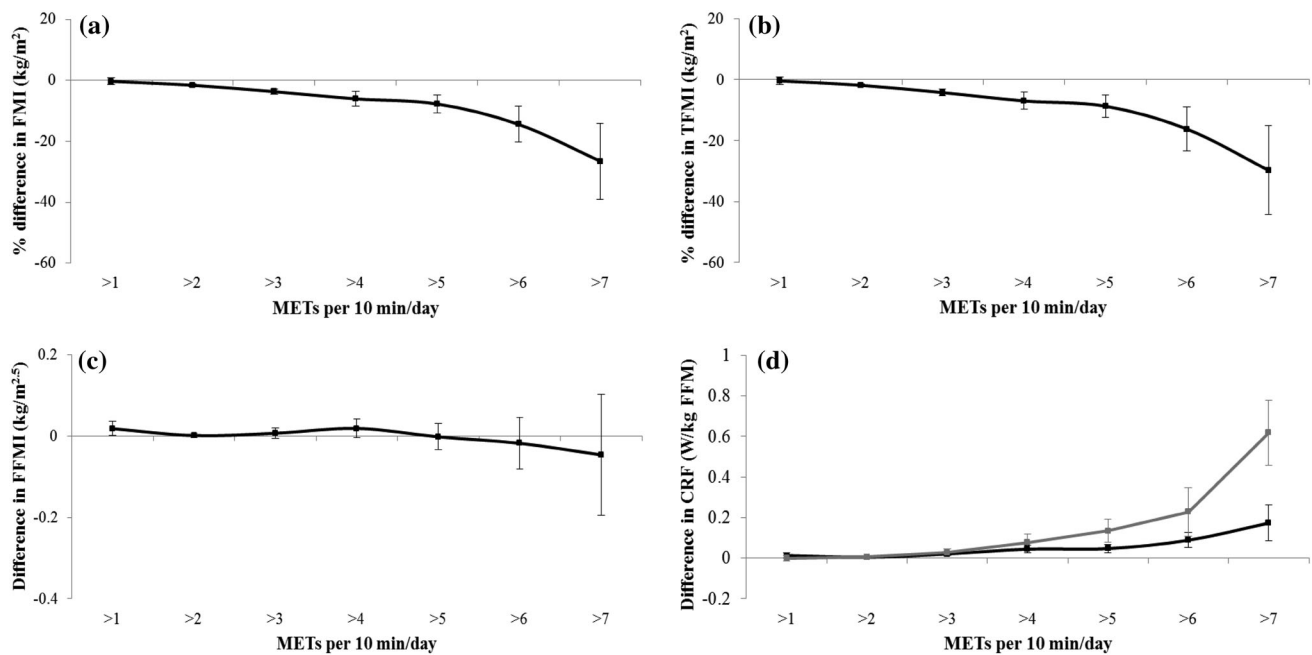 (a)
% difference in FMI (kg/m²)
20
0
-20
-40
-60
>1 >2 >3 >4 >5 >6 >7
METs per 10 min/day
(b)
% difference in TFMI (kg/m²)
20
0
-20
-40
-60
>1 >2 >3 >4 >5 >6 >7
METs per 10 min/day
(c)
Difference in FFMI (kg/m²·⁵)
0.2
0
-0.2
-0.4
>1 >2 >3 >4 >5 >6 >7
METs per 10 min/day
(d)
Difference in CRF (W/kg FFM)
1
0.8
0.6
0.4
0.2
0
-0.2
>1 >2 >3 >4 >5 >6 >7
METs per 10 min/day